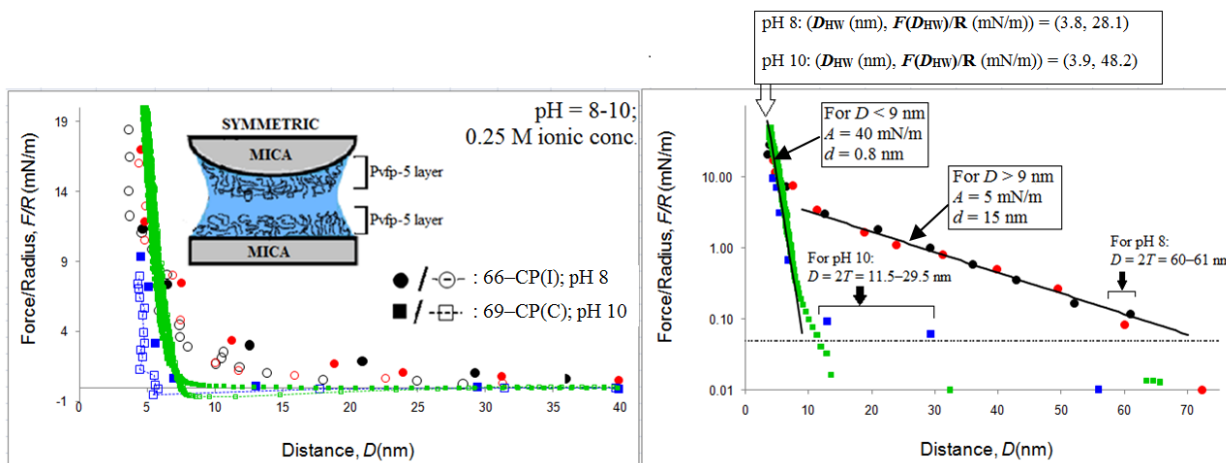 pH 8: (DHW (nm), F(DHW)/R (mN/m)) = (3.8, 28.1)
pH 10: (DHW (nm), F(DHW)/R (mN/m)) = (3.9, 48.2)
pH = 8-10;
0.25 M ionic conc.
SYMMETRIC
MICA
Pvfp-5 layer
Pvfp-5 layer
MICA
: 66–CP(I); pH 8
: 69–CP(C); pH 10
Force/Radius, F/R (mN/m)
19
14
9
4
-1
0
5
10
15
20
25
30
35
40
Distance, D(nm)
For D < 9 nm
A = 40 mN/m
d = 0.8 nm
For D > 9 nm
A = 5 mN/m
d = 15 nm
For pH 10:
D = 2T = 11.5–29.5 nm
For pH 8:
D = 2T = 60–61 nm
Force/Radius, F/R (mN/m)
10.00
1.00
0.10
0.01
0
10
20
30
40
50
60
70
Distance, D(nm)